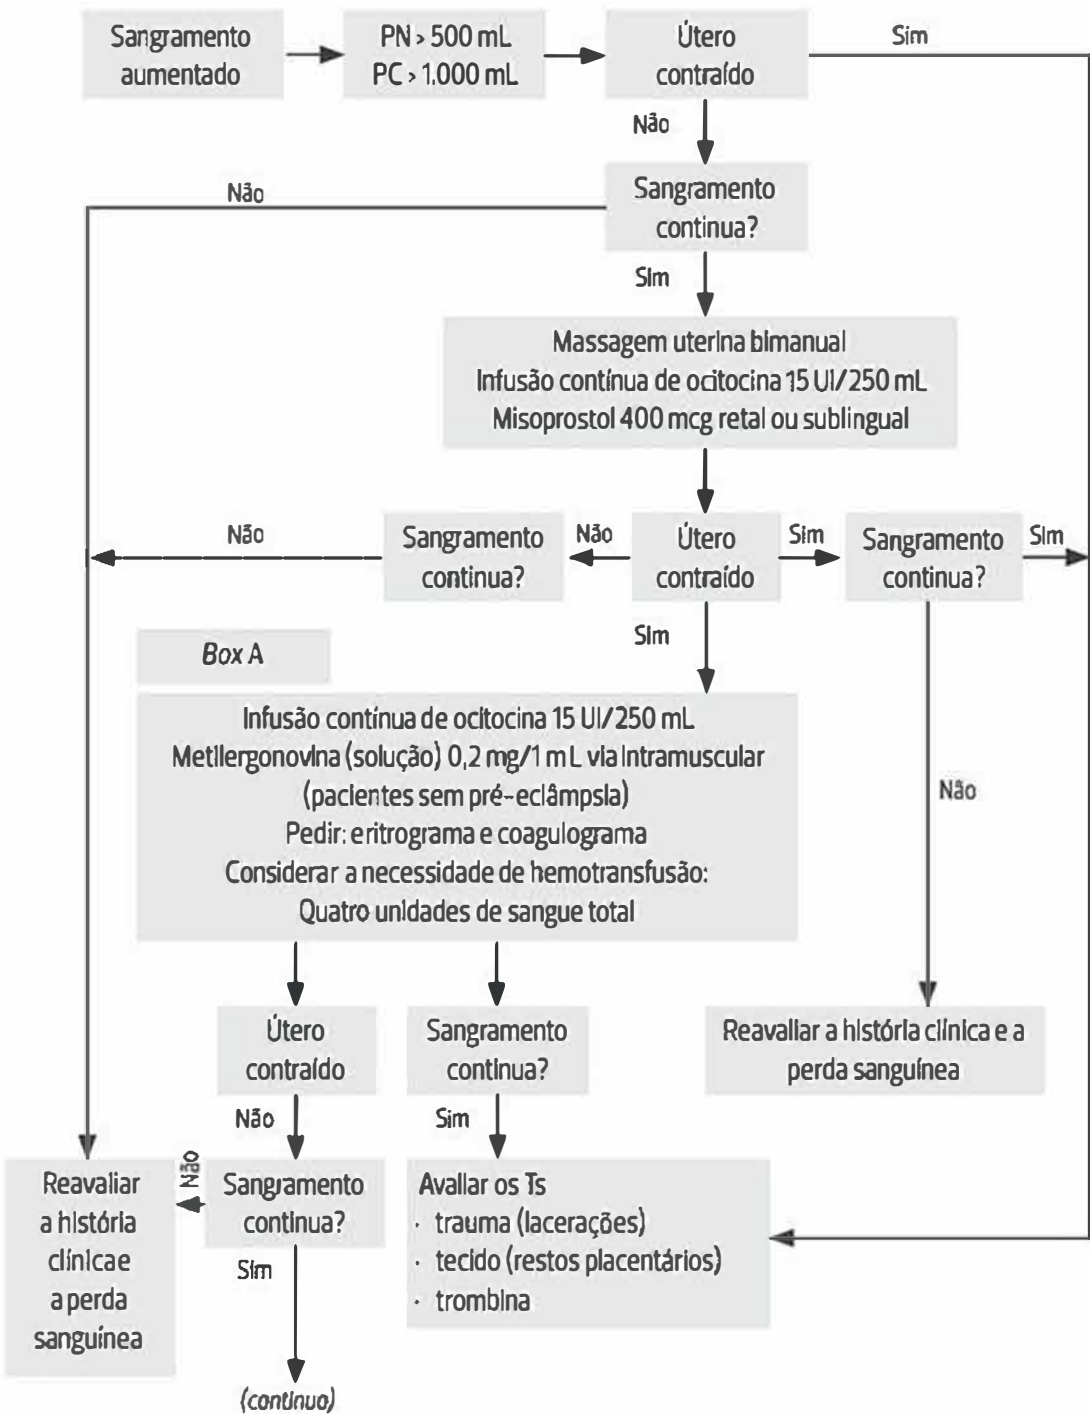 Sangramento
aumentado
PN > 500 mL
PC > 1.000 mL
Útero
contraído
Sim
Não
Sangramento
continua?
Não
Sim
Massagem uterina bimanual
Infusão contínua de ocitocina 15 UI/250 mL
Misoprostol 400 mcg retal ou sublingual
Não
Sangramento
continua?
Não
Útero
contraído
Sim
Sangramento
continua?
Sim
Sim
Box A
Infusão contínua de ocitocina 15 UI/250 mL
Metilergonovina (solução) 0,2 mg/1 mL via intramuscular
(pacientes sem pré-eclâmpsia)
Pedir: eritrograma e coagulograma
Considerar a necessidade de hemotransfusão:
Quatro unidades de sangue total
Não
Útero
contraído
Sangramento
continua?
Reavaliar a história clínica e a
perda sanguínea
Não
Sim
Reavaliar
a história
clínica e
a perda
sanguínea
Não
Sangramento
continua?
Sim
Avaliar os Ts
· trauma (lacerações)
· tecido (restos placentários)
· trombina
(continuo)